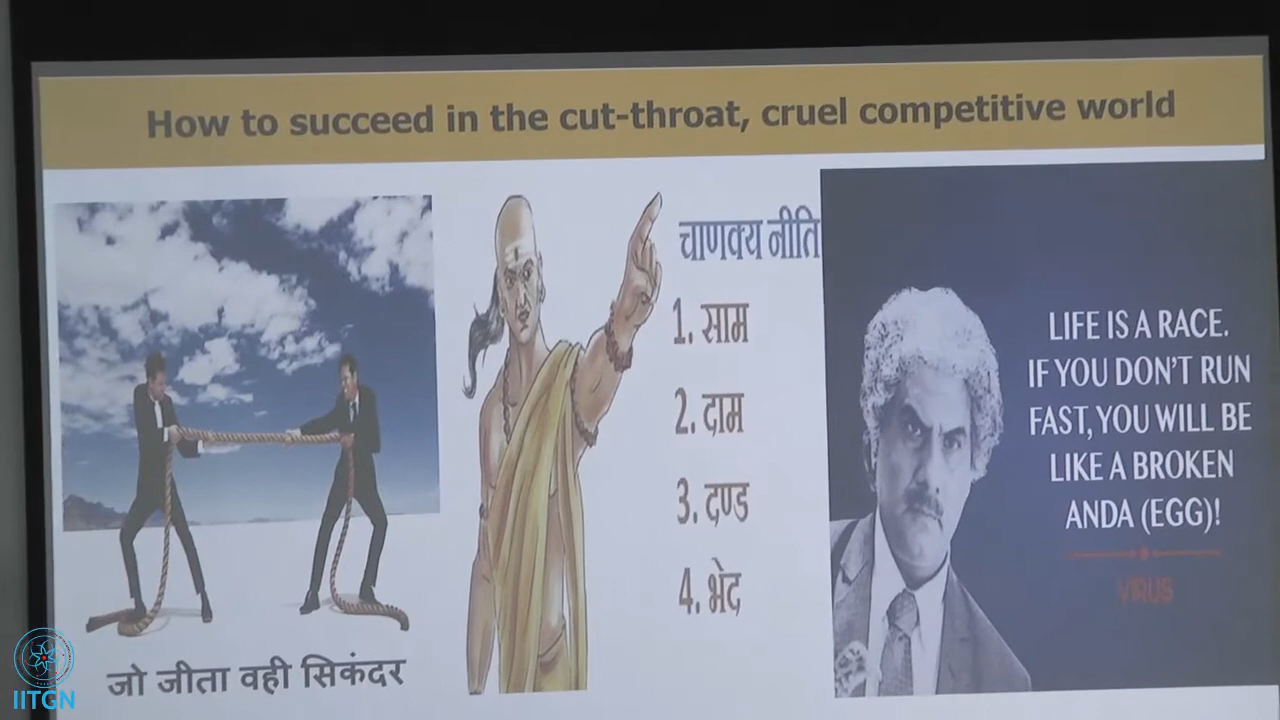 How to succeed in the cut-throat, cruel competitive world
जो जीता वही सिकंदर
चाणक्य नीति
1. साम
2. दाम
3. दण्ड
4. भेद
LIFE IS A RACE.
IF YOU DON'T RUN
FAST, YOU WILL BE
LIKE A BROKEN
ANDA (EGG)!
VIRUS
IITGN